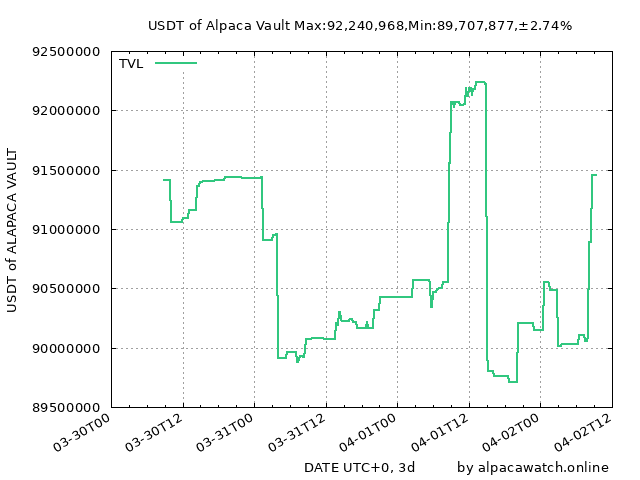 USDT of Alpaca Vault Max:92,240,968,Min:89,707,877,±2.74%
92500000
TVL
92000000
91500000
91000000
90500000
90000000
89500000
USDT of ALAPACA VAULT
03-30T00
03-30T12
03-31T00
03-31T12
04-01T00
04-01T12
04-02T00
04-02T12
DATE UTC+0, 3d
by alpacawatch.online